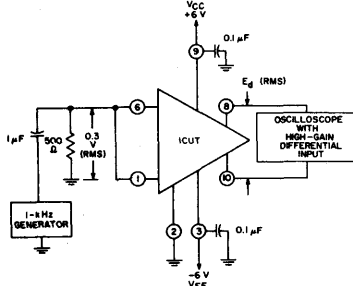 VCC
+6 V
0.1 μF
9
6
8
Ed (RMS)
1 μF
500
Ω
0.3
V
(RMS)
ICUT
OSCILLOSCOPE
WITH
HIGH-GAIN
DIFFERENTIAL
INPUT
1
10
1-kHz
GENERATOR
2
3
0.1 μF
-6 V
VEE